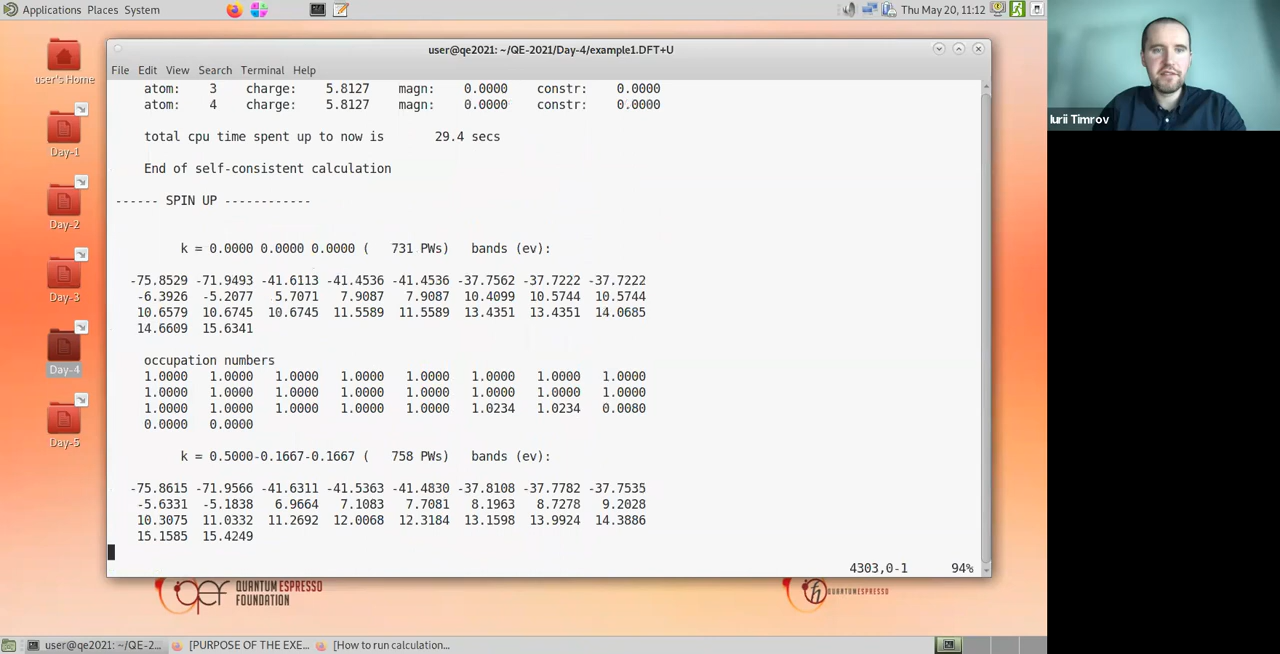 Applications Places System
Thu May 20, 11:12
user's Home
Day-1
Day-2
Day-3
Day-4
Day-5
user@qe2021: ~/QE-2021/Day-4/example1.DFT+U
File Edit View Search Terminal Help
atom: 3 charge: 5.8127 magn: 0.0000 constr: 0.0000
atom: 4 charge: 5.8127 magn: 0.0000 constr: 0.0000
total cpu time spent up to now is 29.4 secs
End of self-consistent calculation
------ SPIN UP ------------
k = 0.0000 0.0000 0.0000 ( 731 PWs) bands (ev):
-75.8529 -71.9493 -41.6113 -41.4536 -41.4536 -37.7562 -37.7222 -37.7222
-6.3926 -5.2077 5.7071 7.9087 7.9087 10.4099 10.5744 10.5744
10.6579 10.6745 10.6745 11.5589 11.5589 13.4351 13.4351 14.0685
14.6609 15.6341
occupation numbers
1.0000 1.0000 1.0000 1.0000 1.0000 1.0000 1.0000 1.0000
1.0000 1.0000 1.0000 1.0000 1.0000 1.0000 1.0000 1.0000
1.0000 1.0000 1.0000 1.0000 1.0000 1.0234 1.0234 0.0080
0.0000 0.0000
k = 0.5000-0.1667-0.1667 ( 758 PWs) bands (ev):
-75.8615 -71.9566 -41.6311 -41.5363 -41.4830 -37.8108 -37.7782 -37.7535
-5.6331 -5.1838 6.9664 7.1083 7.7081 8.1963 8.7278 9.2028
10.3075 11.0332 11.2692 12.0068 12.3184 13.1598 13.9924 14.3886
15.1585 15.4249
4303,0-1 94%
QUANTUM ESPRESSO
FOUNDATION
QUANTUMESPRESSO
user@qe2021: ~/QE-2...
[PURPOSE OF THE EXE...
[How to run calculation...
Iurii Timrov